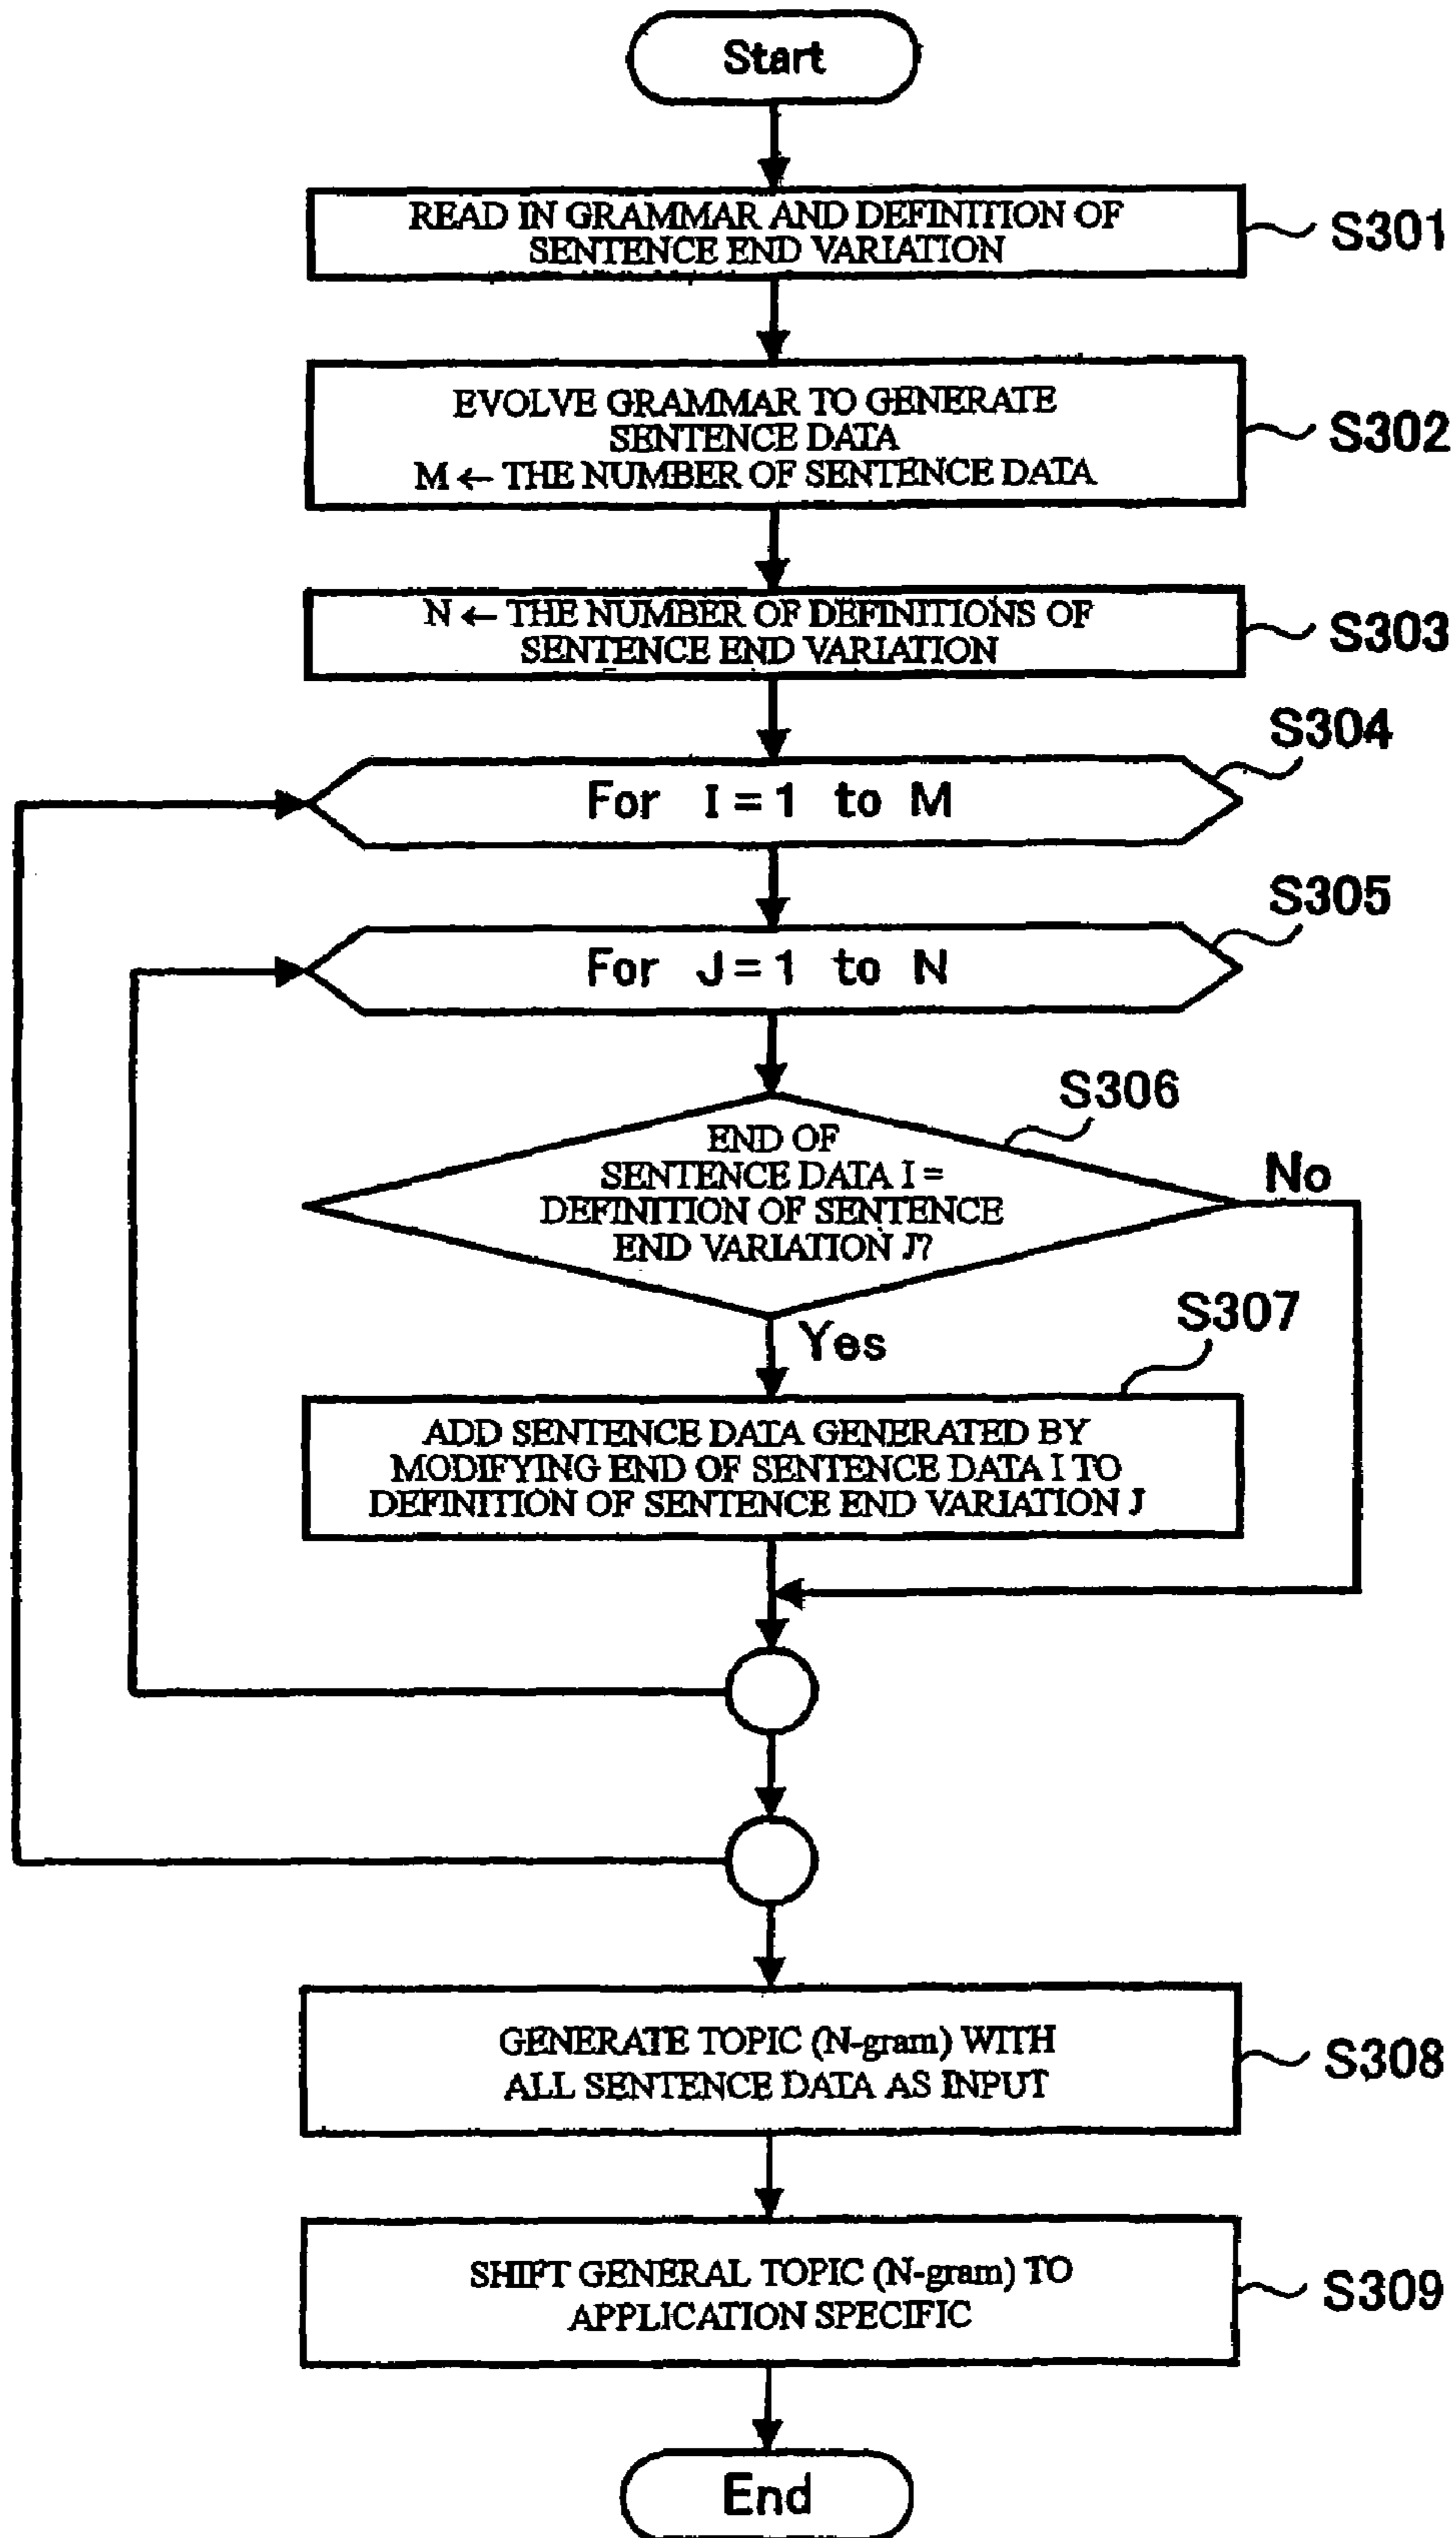 Start
READ IN GRAMMAR AND DEFINITION OF
SENTENCE END VARIATION
S301
EVOLVE GRAMMAR TO GENERATE
SENTENCE DATA
M ← THE NUMBER OF SENTENCE DATA
S302
N ← THE NUMBER OF DEFINITIONS OF
SENTENCE END VARIATION
S303
S304
For I = 1 to M
S305
For J = 1 to N
S306
END OF
SENTENCE DATA I =
DEFINITION OF SENTENCE
END VARIATION J?
No
Yes
S307
ADD SENTENCE DATA GENERATED BY
MODIFYING END OF SENTENCE DATA I TO
DEFINITION OF SENTENCE END VARIATION J
GENERATE TOPIC (N-gram) WITH
ALL SENTENCE DATA AS INPUT
S308
SHIFT GENERAL TOPIC (N-gram) TO
APPLICATION SPECIFIC
S309
End